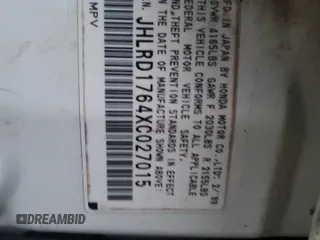 MFD. IN JAPAN BY HONDA MOTOR CO., LTD. 2/99
GVWR 4165LBS GAWR F 2039LBS R 2155LBS
THIS VEHICLE CONFORMS TO ALL APPLICABLE
FEDERAL MOTOR VEHICLE SAFETY
AND THEFT PREVENTION STANDARDS IN EFFECT
ON THE DATE OF MANUFACTURE SHOWN ABOVE.
V.I.N. JHLRD1764XC027015
MPV
DREAMBID